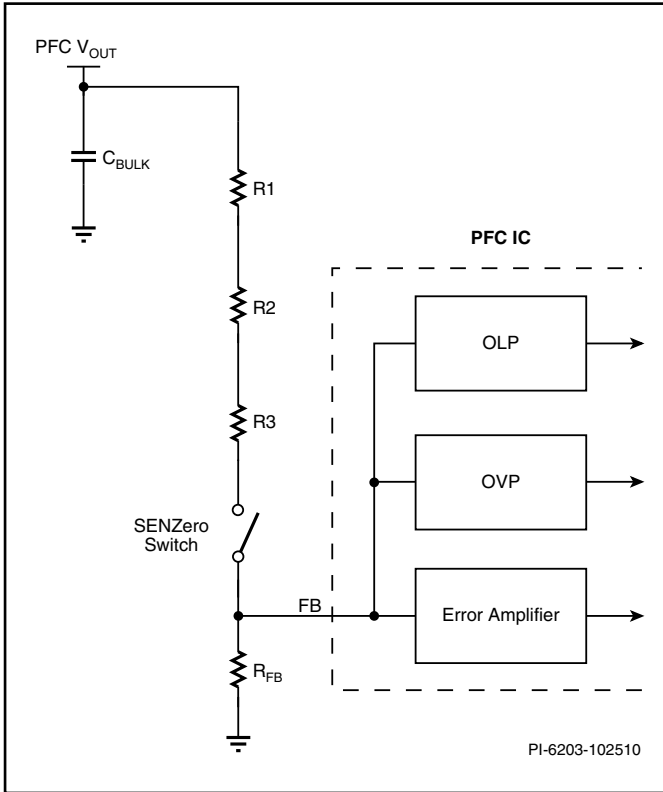 PFC VOUT
CBULK
R1
PFC IC
R2
OLP
R3
OVP
SENZero
Switch
FB
Error Amplifier
RFB
PI-6203-102510